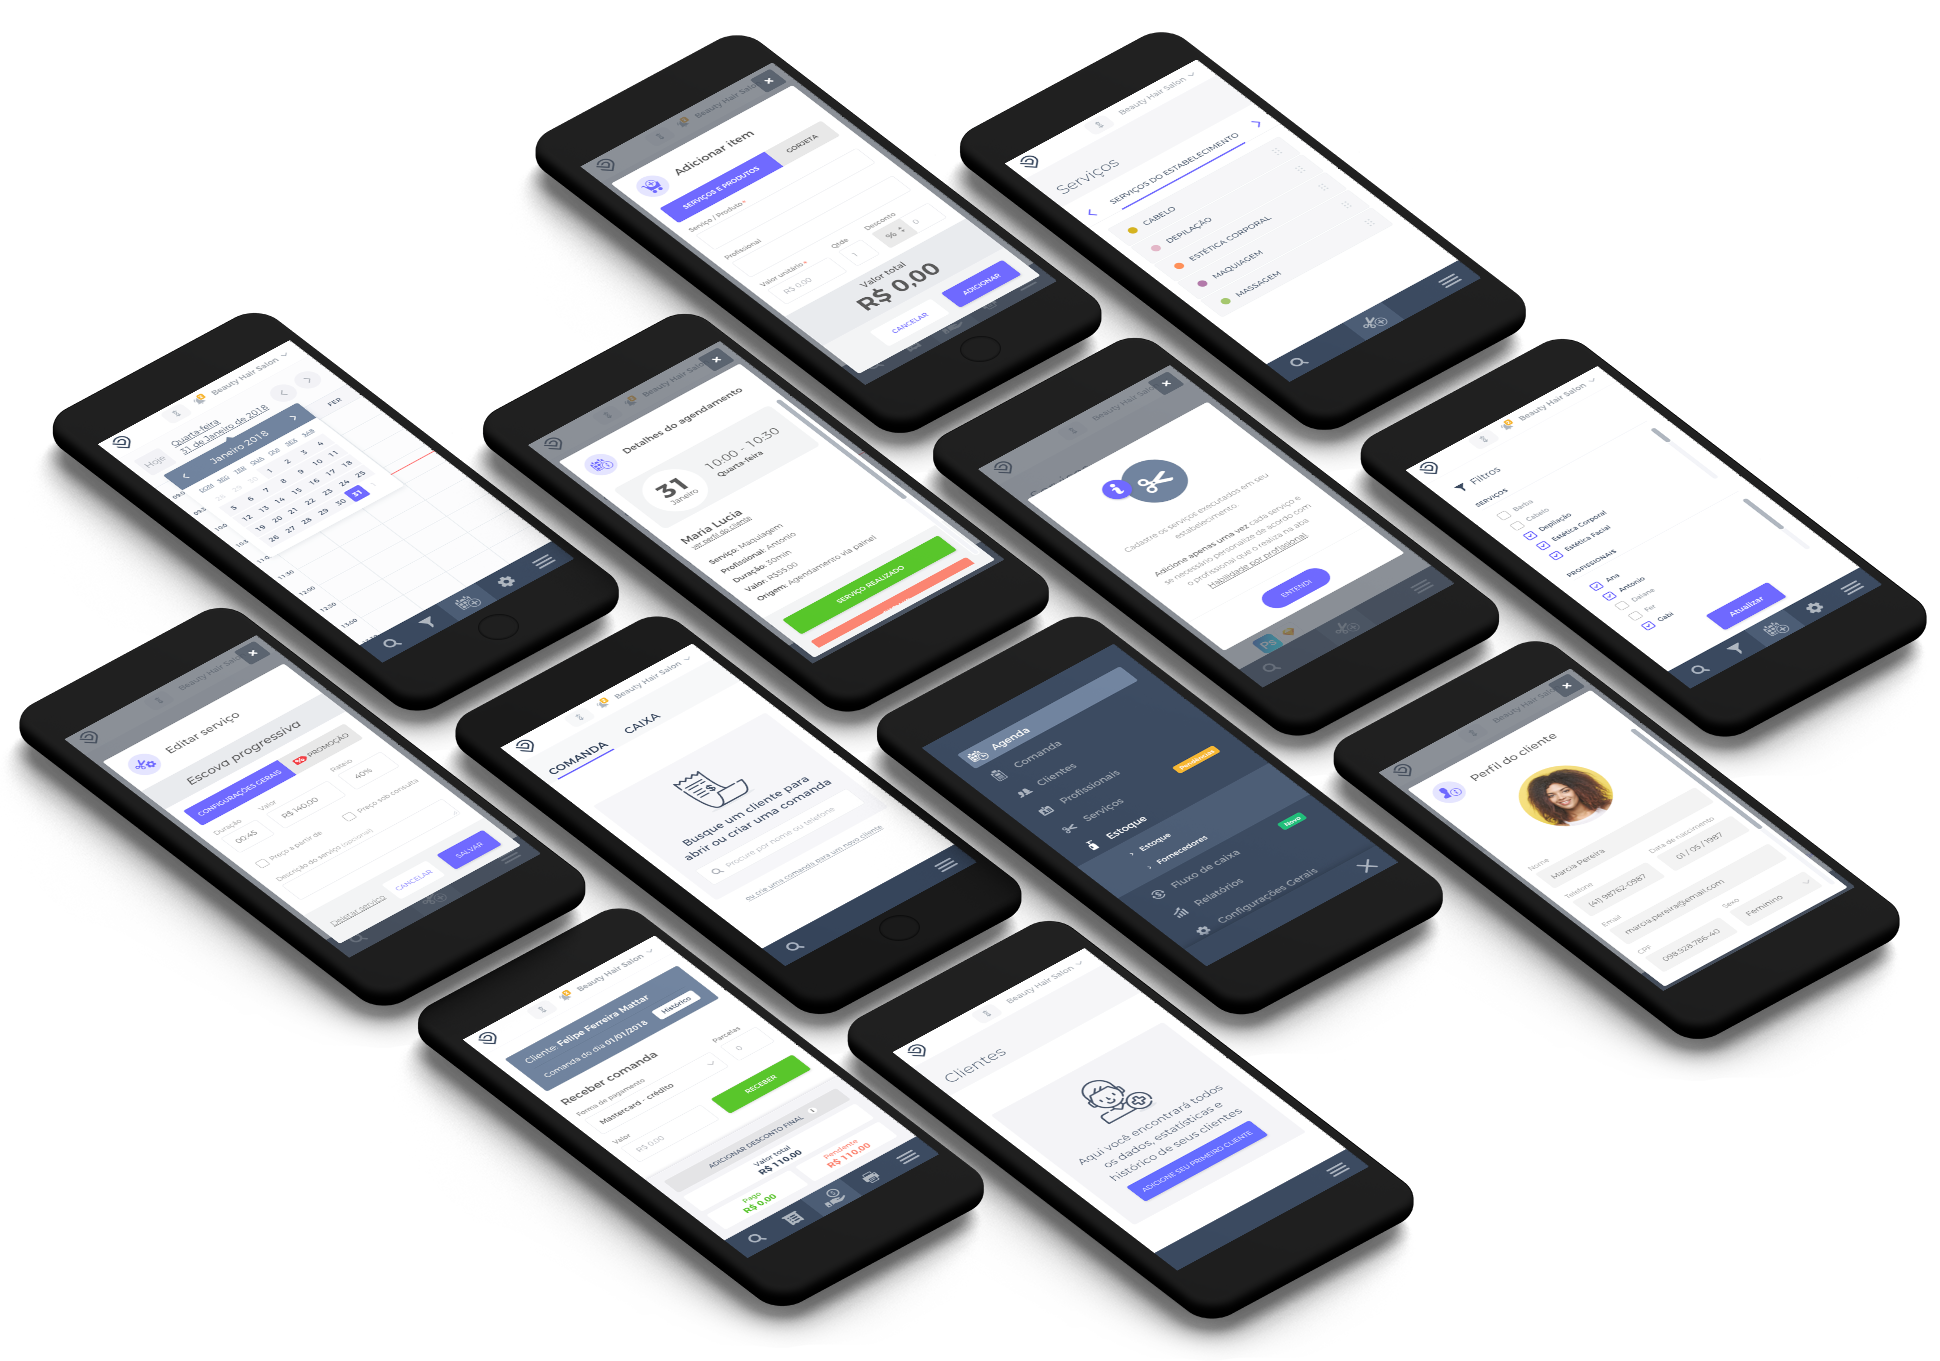 Beauty Hair Salon
Adicionar item
SERVIÇOS E PRODUTOS
GORJETA
Serviço / Produto*
Profissional
Valor unitário*
Qtde
Desconto
R$ 0,00
1
%
0
Valor total
R$ 0,00
CANCELAR
ADICIONAR
Beauty Hair Salon
Serviços
SERVIÇOS DO ESTABELECIMENTO
CABELO
DEPILAÇÃO
ESTÉTICA CORPORAL
MAQUIAGEM
MASSAGEM
Beauty Hair Salon
Hoje
Quarta-feira
31 de Janeiro de 2018
FER
Janeiro 2018
DOM SEG TER QUA QUI SEX SÁB
28 29 30 1 2 3 4
5 6 7 8 9 10 11
12 13 14 15 16 17 18
19 20 21 22 23 24 25
26 27 28 29 30 31
11:30
12:00
12:30
13:00
Beauty Hair Salon
Detalhes do agendamento
31
Janeiro
10:00 - 10:30
Quarta-feira
Maria Lucia
ver perfil do cliente
Serviço: Maquiagem
Profissional: Antonio
Duração: 30min
Valor: R$55,00
Origem: Agendamento via painel
SERVIÇO REALIZADO
Beauty Hair Salon
Cadastre os serviços executados em seu
estabelecimento.
Adicione apenas uma vez cada serviço e
se necessário personalize de acordo com
o profissional que o realiza na aba
Habilidade por profissional
ENTENDI
Ps
Beauty Hair Salon
Filtros
SERVIÇOS
Barba
Cabelo
Depilação
Estética Corporal
Estética Facial
PROFISSIONAIS
Ana
Antonio
Daiane
Fer
Gabi
Atualizar
Beauty Hair Salon
Editar serviço
Escova progressiva
CONFIGURAÇÕES GERAIS
% PROMOÇÃO
Duração
Valor
Rateio
00:45
R$ 140,00
40%
Preço a partir de
Preço sob consulta
Descrição do serviço (opcional)
Deletar serviço
CANCELAR
SALVAR
Beauty Hair Salon
COMANDA
CAIXA
Busque um cliente para
abrir ou criar uma comanda
Procure por nome ou telefone
ou crie uma comanda para um novo cliente
Agenda
Comanda
Clientes
Profissionais
Serviços
Estoque
Estoque
Fornecedores
Novo
Fluxo de caixa
Relatórios
Configurações Gerais
Beauty Hair Salon
Perfil do cliente
Nome
Marcia Pereira
Telefone
Data de nascimento
(41) 98762-0987
01 / 05 / 1987
Email
marcia.pereira@email.com
CPF
Sexo
098.928.786-40
Feminino
Beauty Hair Salon
Cliente: Felipe Ferreira Mattar
Comanda do dia 01/01/2018
Histórico
Receber comanda
Forma de pagamento
Parcelas
Mastercard - crédito
0
Valor
R$ 0,00
RECEBER
ADICIONAR DESCONTO FINAL
Valor total
R$ 110,00
Pago
R$ 0,00
Pendente
R$ 110,00
Beauty Hair Salon
Clientes
Aqui você encontrará todos
os dados, estatísticas e
histórico de seus clientes
ADICIONE SEU PRIMEIRO CLIENTE